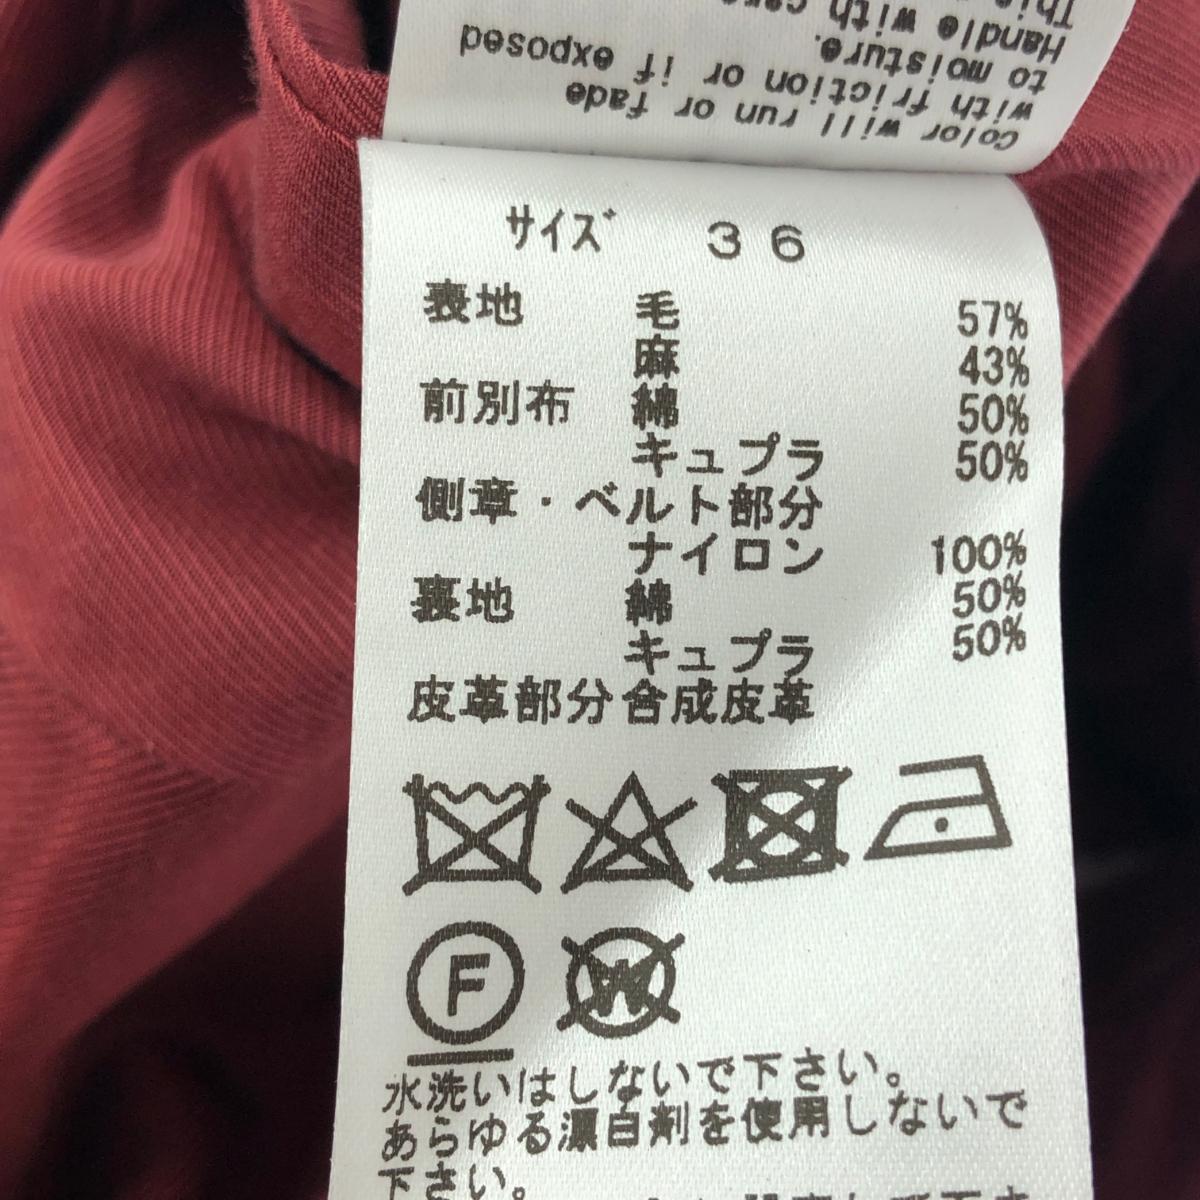 Color will run or fade
with friction or if exposed
to moisture.
Handle with care
This
サイズ 36
表地 毛 57%
麻 43%
前別布 綿 50%
キュプラ 50%
側章・ベルト部分
ナイロン 100%
裏地 綿 50%
キュプラ 50%
皮革部分 合成皮革
F W
水洗いはしないで下さい。
あらゆる漂白剤を使用しないで
下さい。